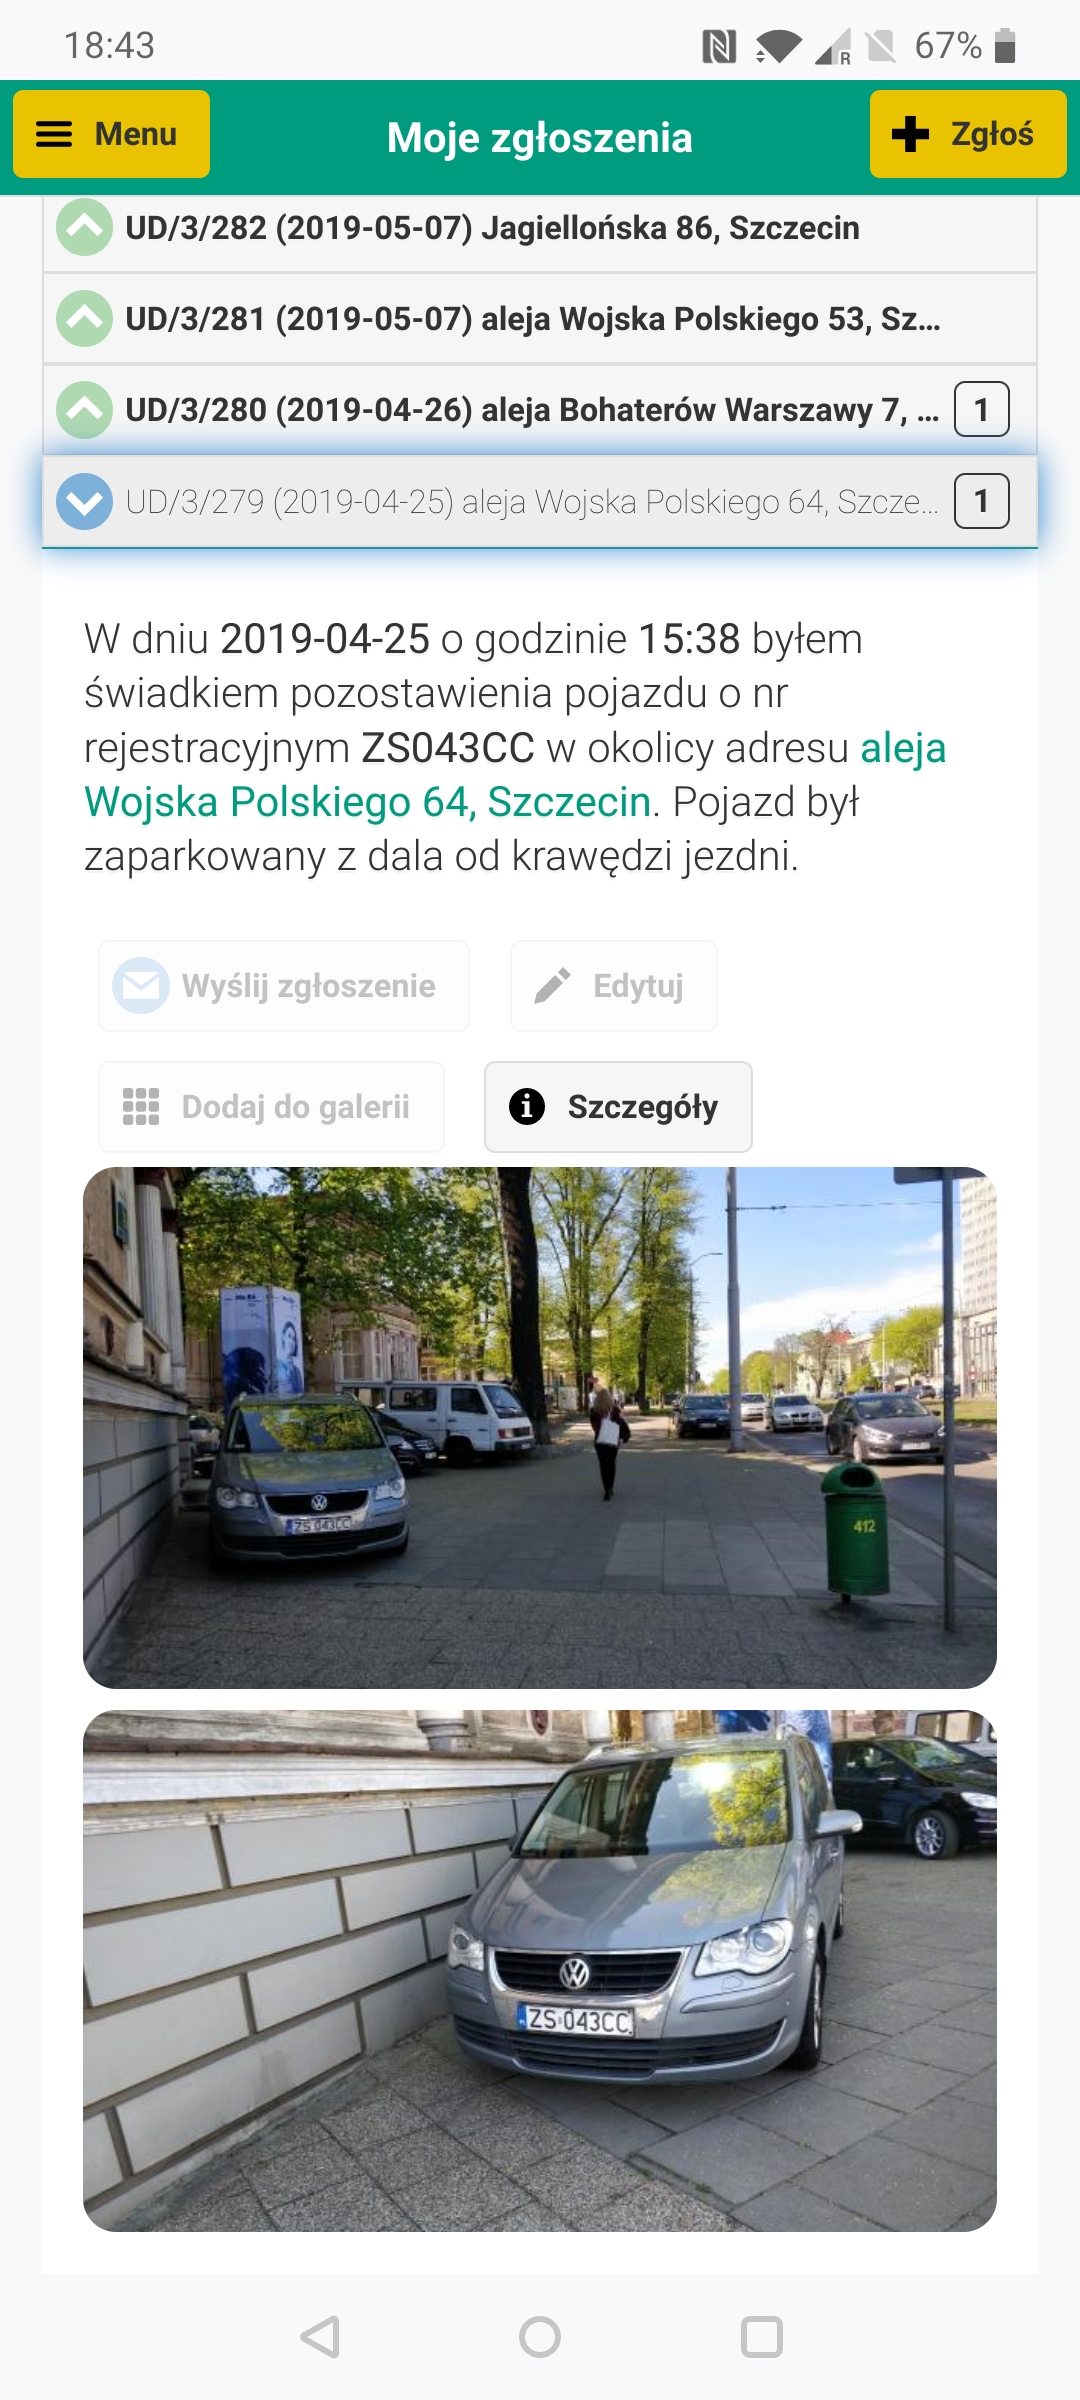 18:43
R
67%
Menu
Moje zgłoszenia
Zgłoś
UD/3/282 (2019-05-07) Jagiellońska 86, Szczecin
UD/3/281 (2019-05-07) aleja Wojska Polskiego 53, Sz...
UD/3/280 (2019-04-26) aleja Bohaterów Warszawy 7, ...
1
UD/3/279 (2019-04-25) aleja Wojska Polskiego 64, Szcze...
1
W dniu 2019-04-25 o godzinie 15:38 byłem
świadkiem pozostawienia pojazdu o nr
rejestracyjnym ZS043CC w okolicy adresu aleja
Wojska Polskiego 64, Szczecin. Pojazd był
zaparkowany z dala od krawędzi jezdni.
Wyślij zgłoszenie
Edytuj
Dodaj do galerii
Szczegóły
ZS 043CC
412
ZS 043CC